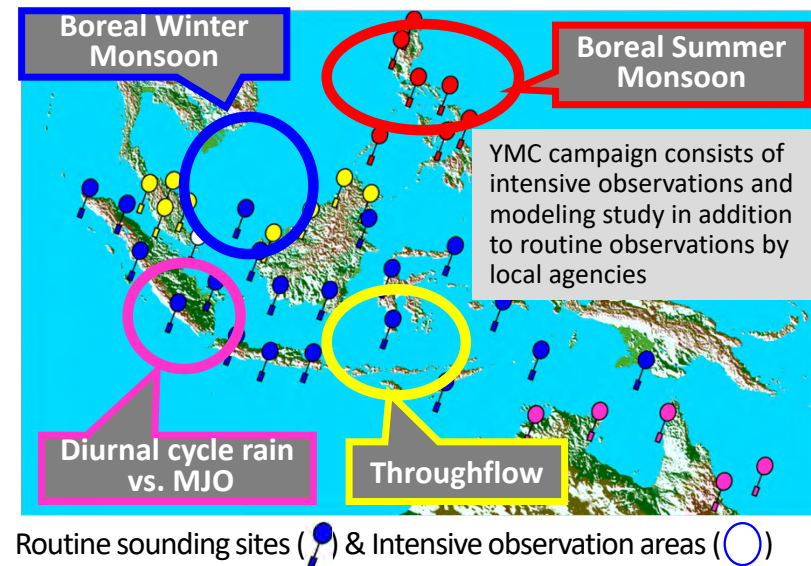 Boreal Winter
Monsoon
Boreal Summer
Monsoon
YMC campaign consists of
intensive observations and
modeling study in addition
to routine observations by
local agencies
Diurnal cycle rain
vs. MJO
Throughflow
Routine sounding sites ( ) & Intensive observation areas ( )